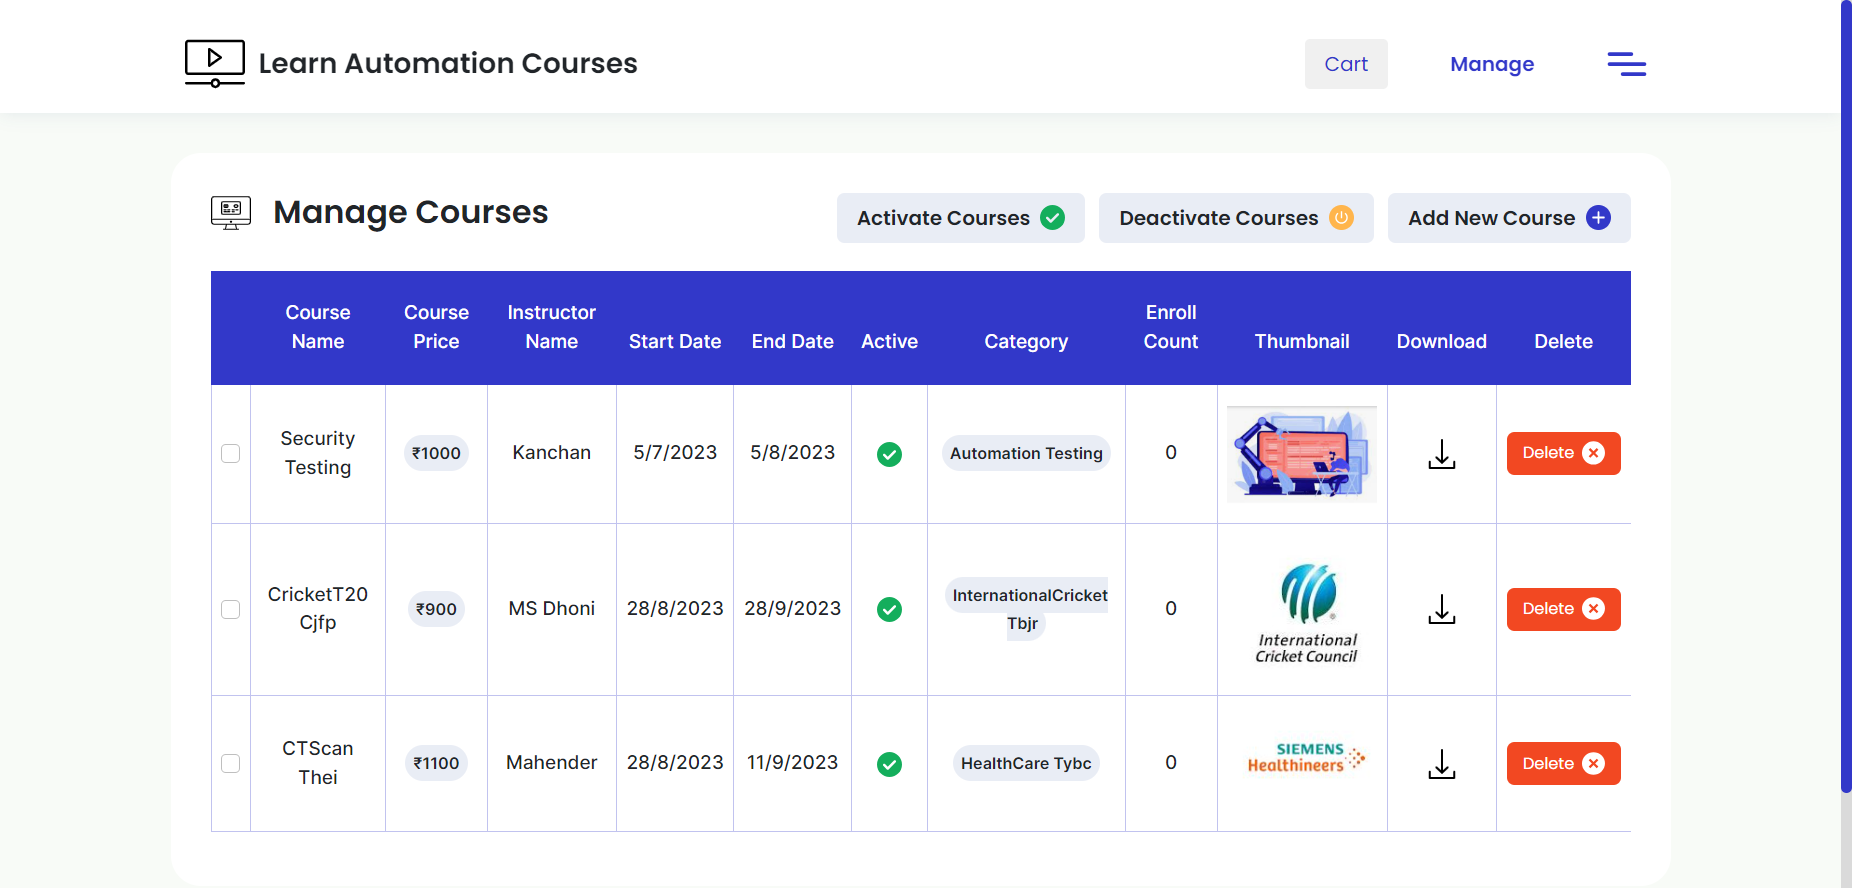 Learn Automation Courses
Cart
Manage
Manage Courses
Activate Courses
Deactivate Courses
Add New Course
Course Name
Course Price
Instructor Name
Start Date
End Date
Active
Category
Enroll Count
Thumbnail
Download
Delete
Security Testing
₹1000
Kanchan
5/7/2023
5/8/2023
Automation Testing
0
Delete
CricketT20 Cjfp
₹900
MS Dhoni
28/8/2023
28/9/2023
InternationalCricket Tbjr
0
International
Cricket Council
Delete
CTScan Thei
₹1100
Mahender
28/8/2023
11/9/2023
HealthCare Tybc
0
SIEMENS
Healthineers
Delete